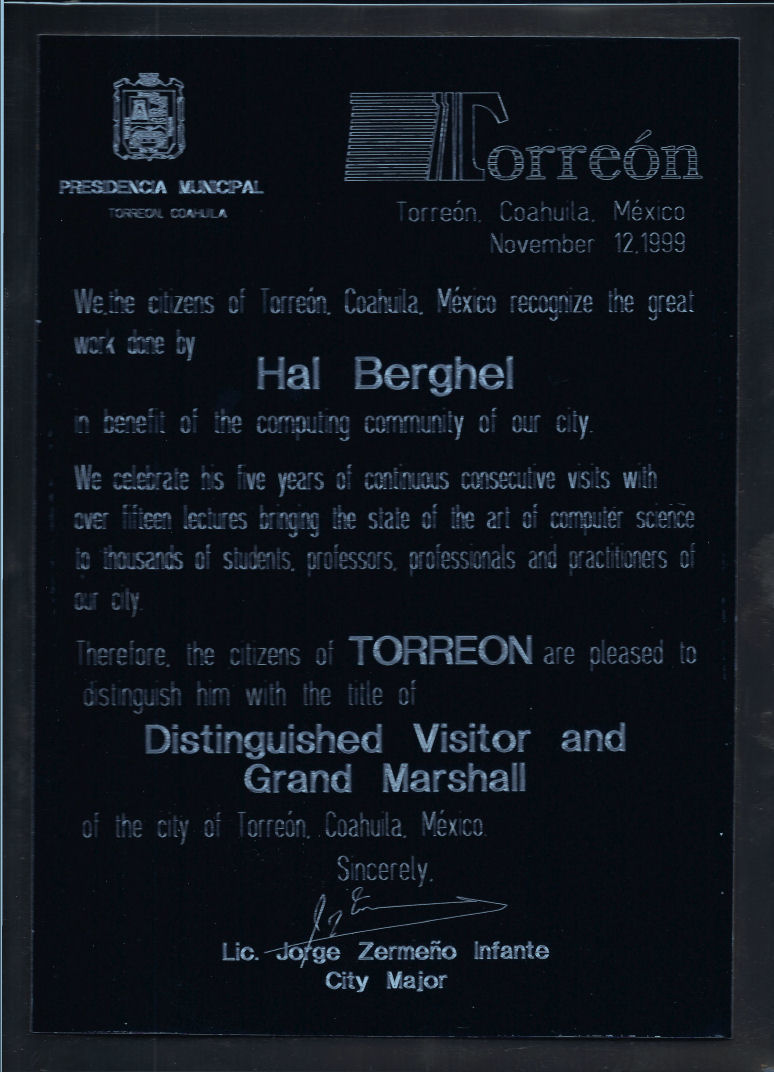 Torreón
PRESIDENCIA MUNICIPAL
TORREON, COAHUILA
Torreón, Coahuila, México
November 12,1999
We,the citizens of Torreón, Coahuila, México recognize the great
work done by
Hal Berghel
in benefit of the computing community of our city.
We celebrate his five years of continuous consecutive visits with
over fifteen lectures bringing the state of the art of computer science
to thousands of students, professors, professionals and practitioners of
our city.
Therefore, the citizens of TORREON are pleased to
distinguish him with the title of
Distinguished Visitor and
Grand Marshall
of the city of Torreón, Coahuila, México.
Sincerely,
Lic. Jorge Zermeño Infante
City Major